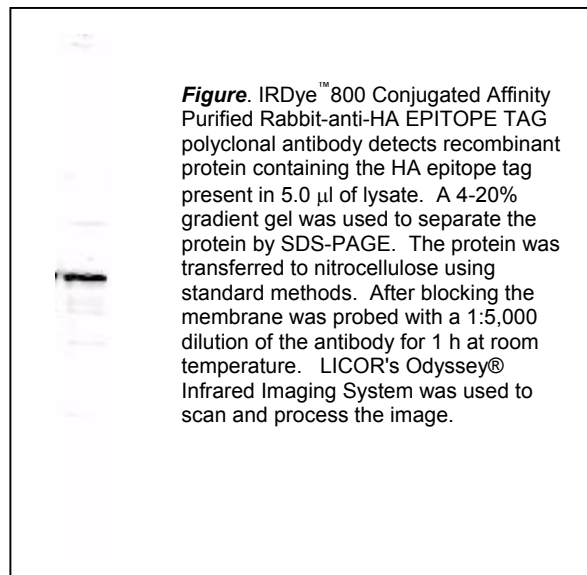 Figure. IRDye™800 Conjugated Affinity
Purified Rabbit-anti-HA EPITOPE TAG
polyclonal antibody detects recombinant
protein containing the HA epitope tag
present in 5.0 μl of lysate. A 4-20%
gradient gel was used to separate the
protein by SDS-PAGE. The protein was
transferred to nitrocellulose using
standard methods. After blocking the
membrane was probed with a 1:5,000
dilution of the antibody for 1 h at room
temperature. LICOR's Odyssey®
Infrared Imaging System was used to
scan and process the image.